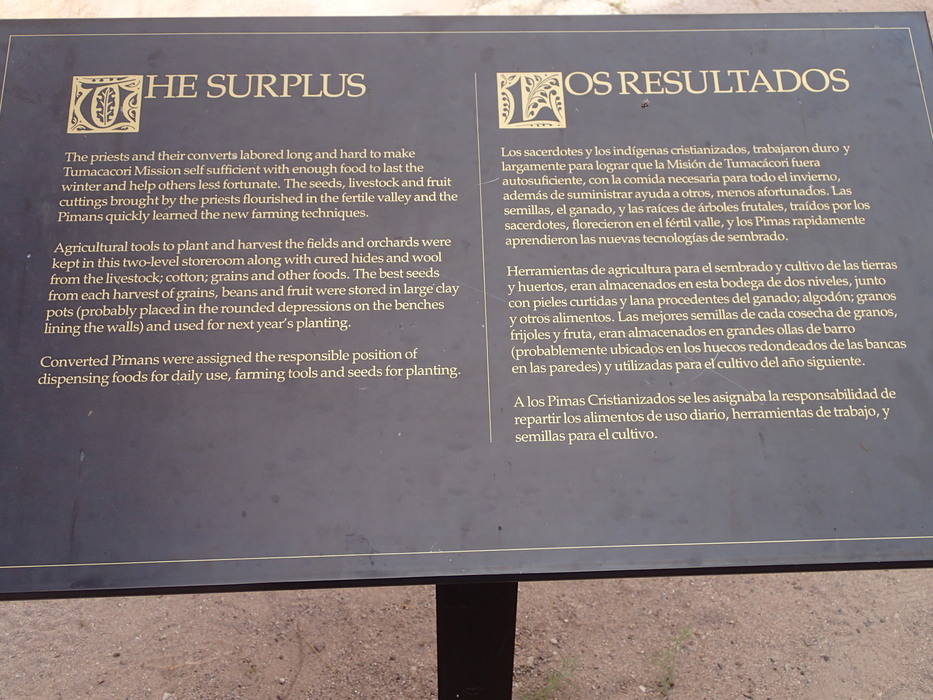 THE SURPLUS
The priests and their converts labored long and hard to make
Tumacacori Mission self sufficient with enough food to last the
winter and help others less fortunate. The seeds, livestock and fruit
cuttings brought by the priests flourished in the fertile valley and the
Pimans quickly learned the new farming techniques.
Agricultural tools to plant and harvest the fields and orchards were
kept in this two-level storeroom along with cured hides and wool
from the livestock; cotton; grains and other foods. The best seeds
from each harvest of grains, beans and fruit were stored in large clay
pots (probably placed in the rounded depressions on the benches
lining the walls) and used for next year's planting.
Converted Pimans were assigned the responsible position of
dispensing foods for daily use, farming tools and seeds for planting.
LOS RESULTADOS
Los sacerdotes y los indígenas cristianizados, trabajaron duro y
largamente para lograr que la Misión de Tumacácori fuera
autosuficiente, con la comida necesaria para todo el invierno,
además de suministrar ayuda a otros, menos afortunados. Las
semillas, el ganado, y las raíces de árboles frutales, traídos por los
sacerdotes, florecieron en el fértil valle, y los Pimas rapidamente
aprendieron las nuevas tecnologías de sembrado.
Herramientas de agricultura para el sembrado y cultivo de las tierras
y huertos, eran almacenados en esta bodega de dos niveles, junto
con pieles curtidas y lana procedentes del ganado; algodón; granos
y otros alimentos. Las mejores semillas de cada cosecha de granos,
frijoles y fruta, eran almacenados en grandes ollas de barro
(probablemente ubicados en los huecos redondeados de las bancas
en las paredes) y utilizadas para el cultivo del año siguiente.
A los Pimas Cristianizados se les asignaba la responsabilidad de
repartir los alimentos de uso diario, herramientas de trabajo, y
semillas para el cultivo.